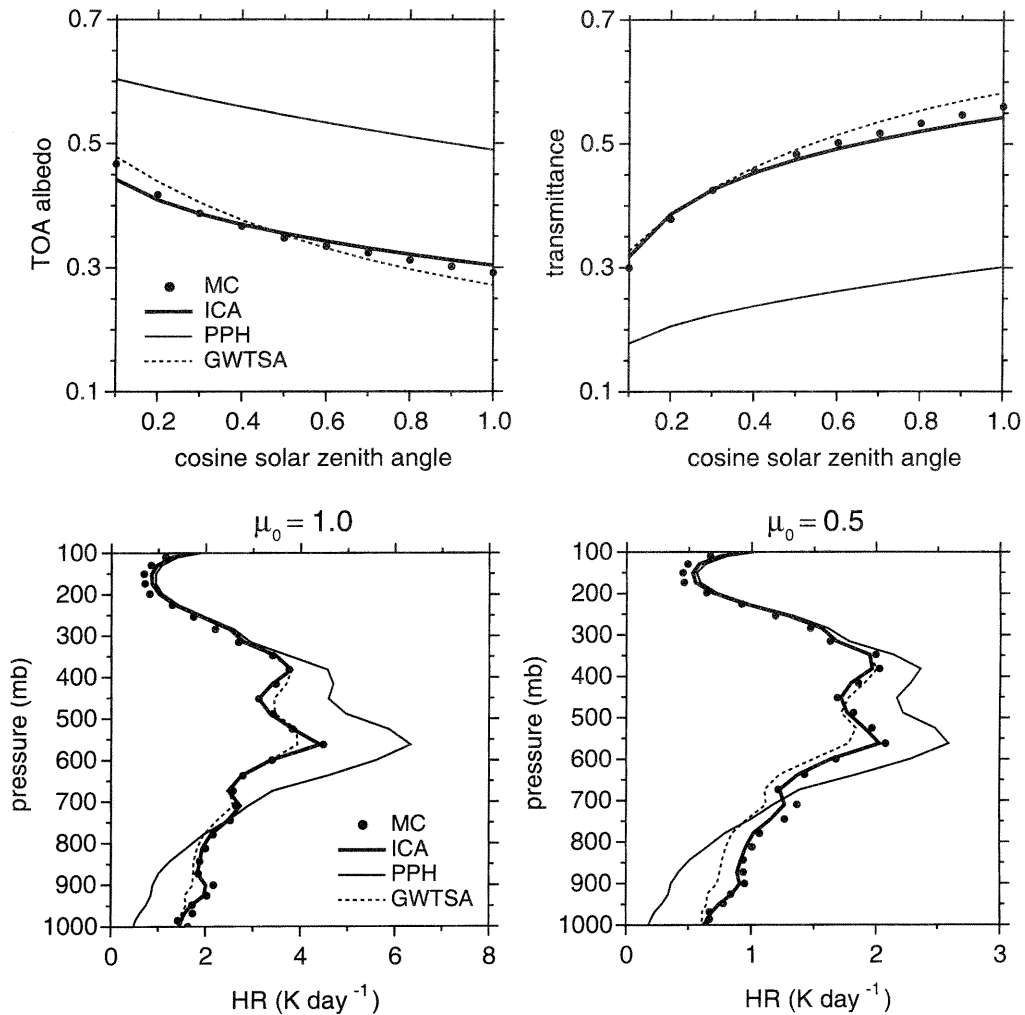 0.7
0.5
0.3
0.1
TOA albedo
MC
ICA
PPH
GWTSA
0.2 0.4 0.6 0.8 1.0
cosine solar zenith angle
0.7
0.5
0.3
0.1
transmittance
0.2 0.4 0.6 0.8 1.0
cosine solar zenith angle
μ0 = 1.0
100
200
300
400
500
600
700
800
900
1000
pressure (mb)
MC
ICA
PPH
GWTSA
0 2 4 6 8
HR (K day -1)
μ0 = 0.5
100
200
300
400
500
600
700
800
900
1000
pressure (mb)
0 1 2 3
HR (K day -1)